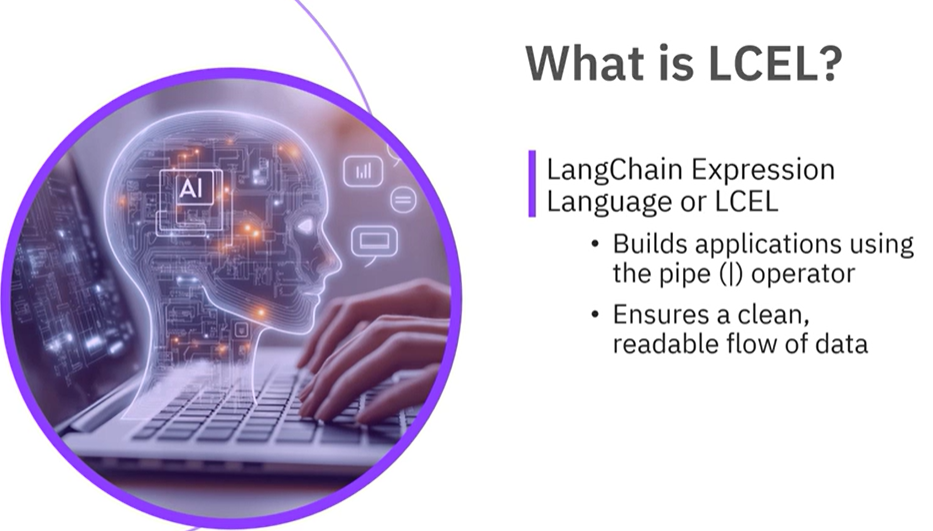 What is LCEL?
LangChain Expression
Language or LCEL
• Builds applications using
the pipe (|) operator
• Ensures a clean,
readable flow of data
AI